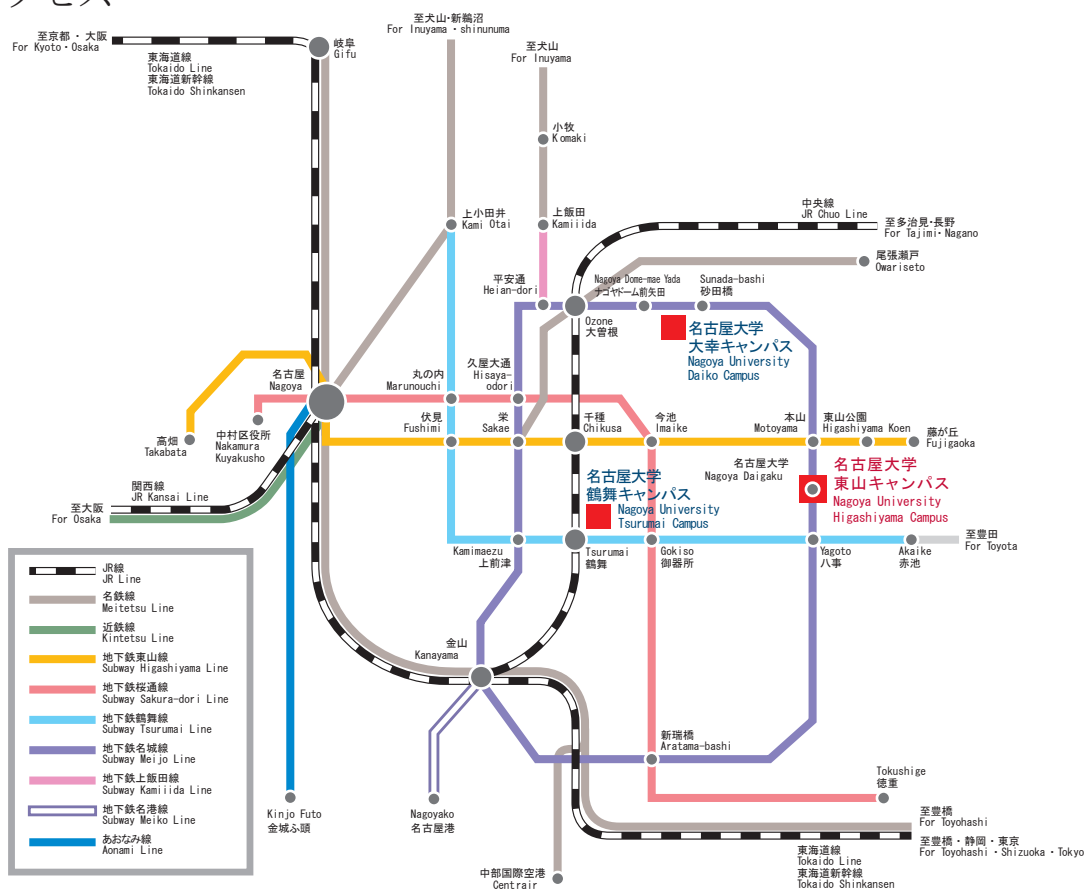 クセス
至京都・大阪
For Kyoto・Osaka
東海道線
Tokaido Line
東海道新幹線
Tokaido Shinkansen
岐阜
Gifu
至犬山・新鵜沼
For Inuyama・shinunuma
至犬山
For Inuyama
小牧
Komaki
上小田井
Kami Otai
上飯田
Kamiiida
中央線
JR Chuo Line
至多治見・長野
For Tajimi・Nagano
尾張瀬戸
Owariseto
平安通
Heian-dori
Nagoya Dome-mae Yada
ナゴヤドーム前矢田
Sunada-bashi
砂田橋
Ozone
大曽根
名古屋大学
大幸キャンパス
Nagoya University
Daiko Campus
名古屋
Nagoya
丸の内
Marunouchi
久屋大通
Hisaya-
odori
高畑
Takabata
中村区役所
Nakamura
Kuyakusho
伏見
Fushimi
栄
Sakae
千種
Chikusa
今池
Imaike
本山
Motoyama
東山公園
Higashiyama Koen
藤が丘
Fujigaoka
名古屋大学
Nagoya Daigaku
名古屋大学
東山キャンパス
Nagoya University
Higashiyama Campus
名古屋大学
鶴舞キャンパス
Nagoya University
Tsurumai Campus
関西線
JR Kansai Line
至大阪
For Osaka
Kamimaezu
上前津
Tsurumai
鶴舞
Gokiso
御器所
Yagoto
八事
Akaike
赤池
至豊田
For Toyota
JR線
JR Line
名鉄線
Meitetsu Line
近鉄線
Kintetsu Line
地下鉄東山線
Subway Higashiyama Line
地下鉄桜通線
Subway Sakura-dori Line
地下鉄鶴舞線
Subway Tsurumai Line
地下鉄名城線
Subway Meijo Line
地下鉄上飯田線
Subway Kamiiida Line
地下鉄名港線
Subway Meiko Line
あおなみ線
Aonami Line
金山
Kanayama
新瑞橋
Aratama-bashi
Kinjo Futo
金城ふ頭
Nagoyako
名古屋港
Tokushige
徳重
至豊橋
For Toyohashi
至豊橋・静岡・東京
For Toyohashi・Shizuoka・Tokyo
東海道線
Tokaido Line
東海道新幹線
Tokaido Shinkansen
中部国際空港
Centrair